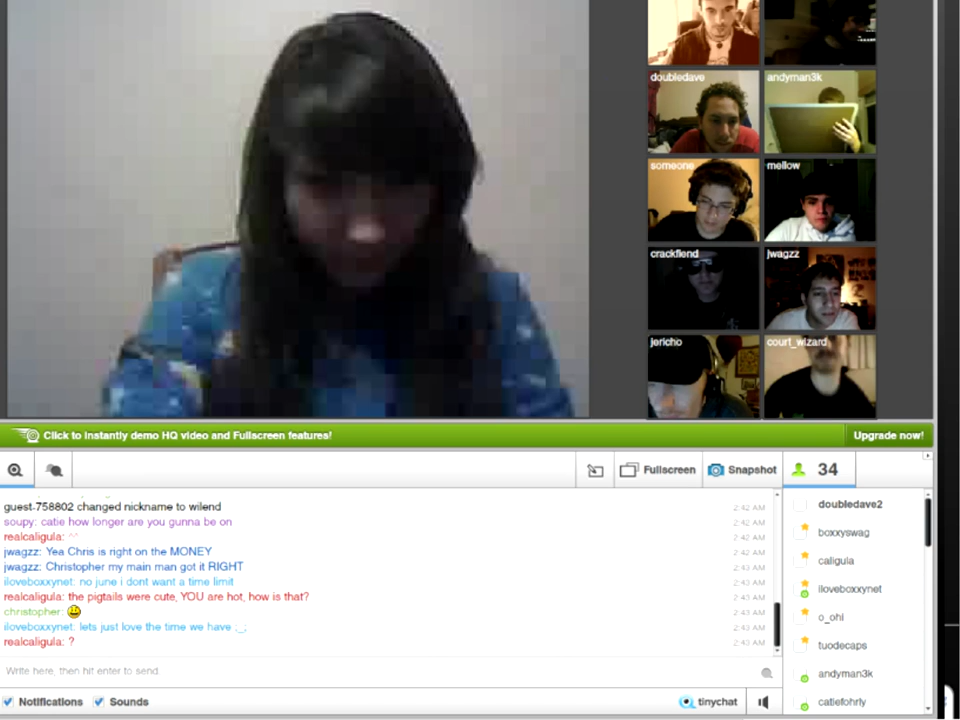 doubledave
andyman3k
someone
mellow
crackfiend
jwagzz
jericho
court_wizard
Click to instantly demo HQ video and Fullscreen features!
Upgrade now!
Fullscreen
Snapshot
34
guest-758802 changed nickname to wilend 2:42 AM
soupy: catie how longer are you gunna be on 2:42 AM
realcaligula: ^^ 2:42 AM
jwagzz: Yea Chris is right on the MONEY 2:42 AM
jwagzz: Christopher my main man got it RIGHT 2:43 AM
iloveboxxynet: no june i dont want a time limit 2:43 AM
realcaligula: the pigtails were cute, YOU are hot, how is that? 2:43 AM
christopher: 2:43 AM
iloveboxxynet: lets just love the time we have ;_; 2:43 AM
realcaligula: ? 2:43 AM
doubledave2
boxxyswag
caligula
iloveboxxynet
o_ohl
tuodecaps
andyman3k
catiefohrly
Write here, then hit enter to send.
Notifications
Sounds
tinychat